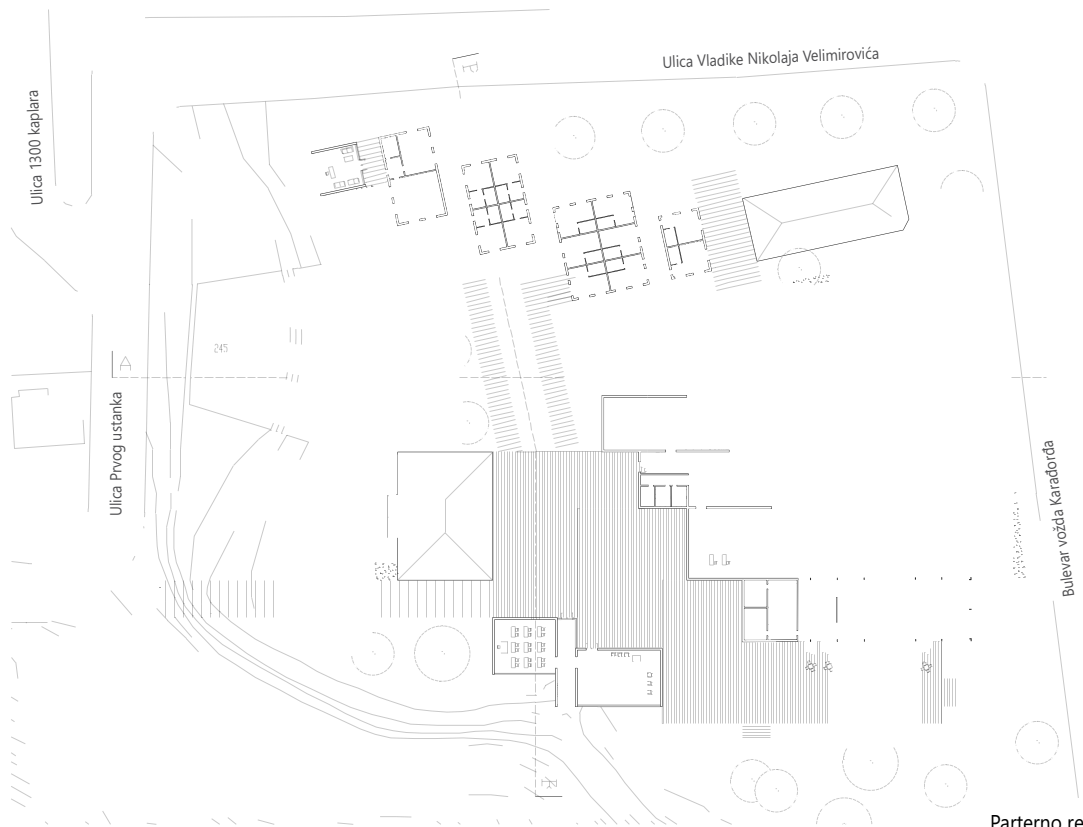 Ulica Vladike Nikolaja Velimirovića
Ulica 1300 kaplara
245
A
Ulica Prvog ustanka
Bulevar vožda Karađorđa
Parterno re